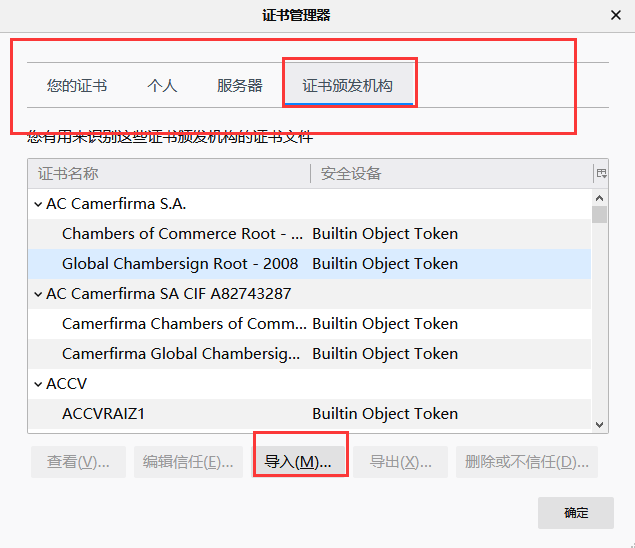 证书管理器
您的证书 个人 服务器 证书颁发机构
您有用来识别这些证书颁发机构的证书文件
证书名称 安全设备
AC Camerfirma S.A.
Chambers of Commerce Root - ... Builtin Object Token
Global Chambersign Root - 2008 Builtin Object Token
AC Camerfirma SA CIF A82743287
Camerfirma Chambers of Comm... Builtin Object Token
Camerfirma Global Chambersig... Builtin Object Token
ACCV
ACCVRAIZ1 Builtin Object Token
查看(V)... 编辑信任(E)... 导入(M)... 导出(X)... 删除或不信任(D)...
确定